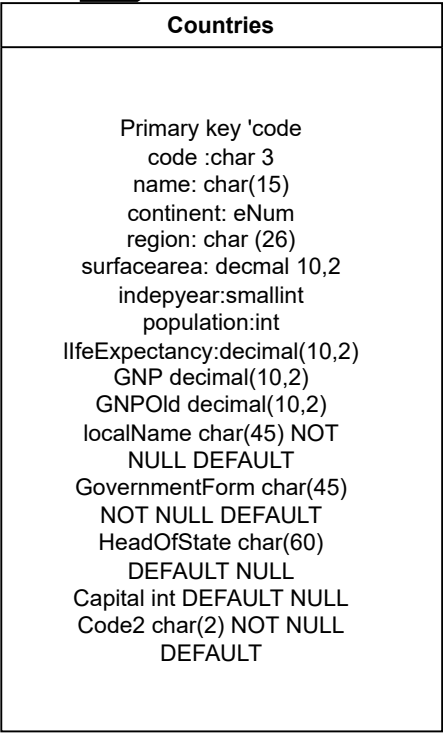 Countries
Primary key 'code
code :char 3
name: char(15)
continent: eNum
region: char (26)
surfacearea: decmal 10,2
indepyear:smallint
population:int
lIfeExpectancy:decimal(10,2)
GNP decimal(10,2)
GNPOld decimal(10,2)
localName char(45) NOT
NULL DEFAULT
GovernmentForm char(45)
NOT NULL DEFAULT
HeadOfState char(60)
DEFAULT NULL
Capital int DEFAULT NULL
Code2 char(2) NOT NULL
DEFAULT